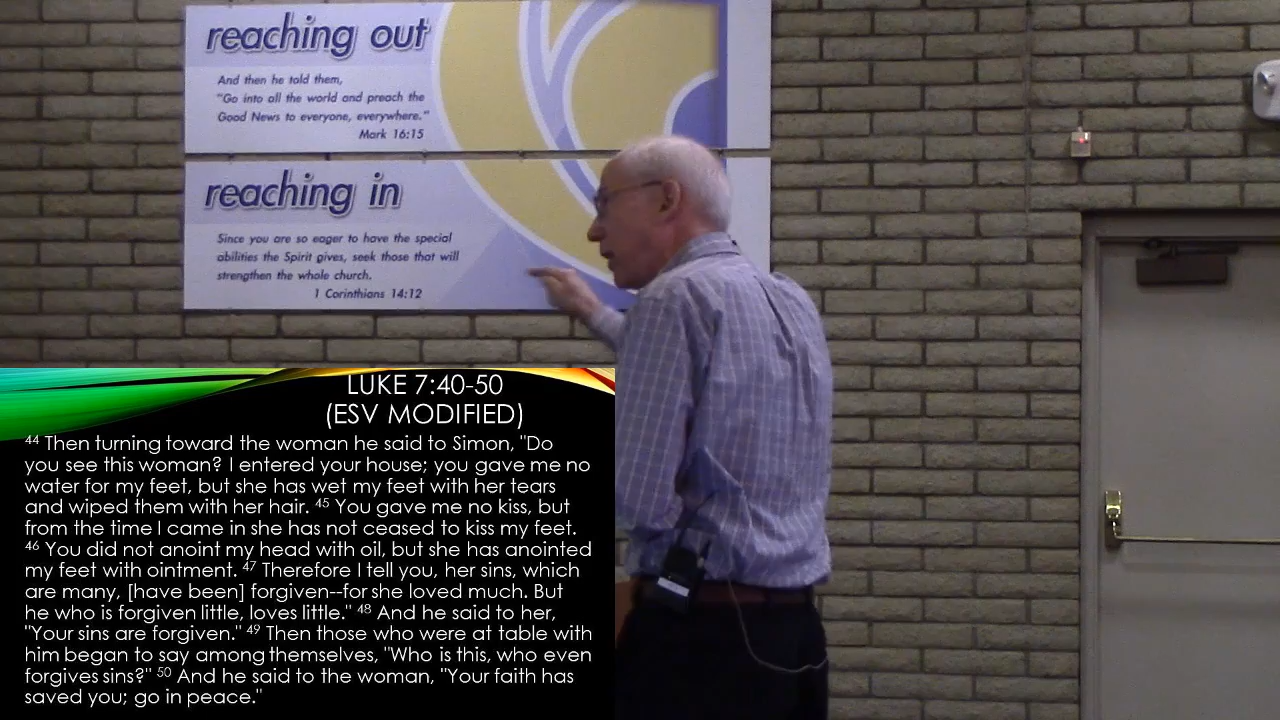 reaching out
And then he told them,
"Go into all the world and preach the
Good News to everyone, everywhere."
Mark 16:15
reaching in
Since you are so eager to have the special
abilities the Spirit gives, seek those that will
strengthen the whole church.
1 Corinthians 14:12
LUKE 7:40-50
(ESV MODIFIED)
44 Then turning toward the woman he said to Simon, "Do
you see this woman? I entered your house; you gave me no
water for my feet, but she has wet my feet with her tears
and wiped them with her hair. 45 You gave me no kiss, but
from the time I came in she has not ceased to kiss my feet.
46 You did not anoint my head with oil, but she has anointed
my feet with ointment. 47 Therefore I tell you, her sins, which
are many, [have been] forgiven--for she loved much. But
he who is forgiven little, loves little." 48 And he said to her,
"Your sins are forgiven." 49 Then those who were at table with
him began to say among themselves, "Who is this, who even
forgives sins?" 50 And he said to the woman, "Your faith has
saved you; go in peace."